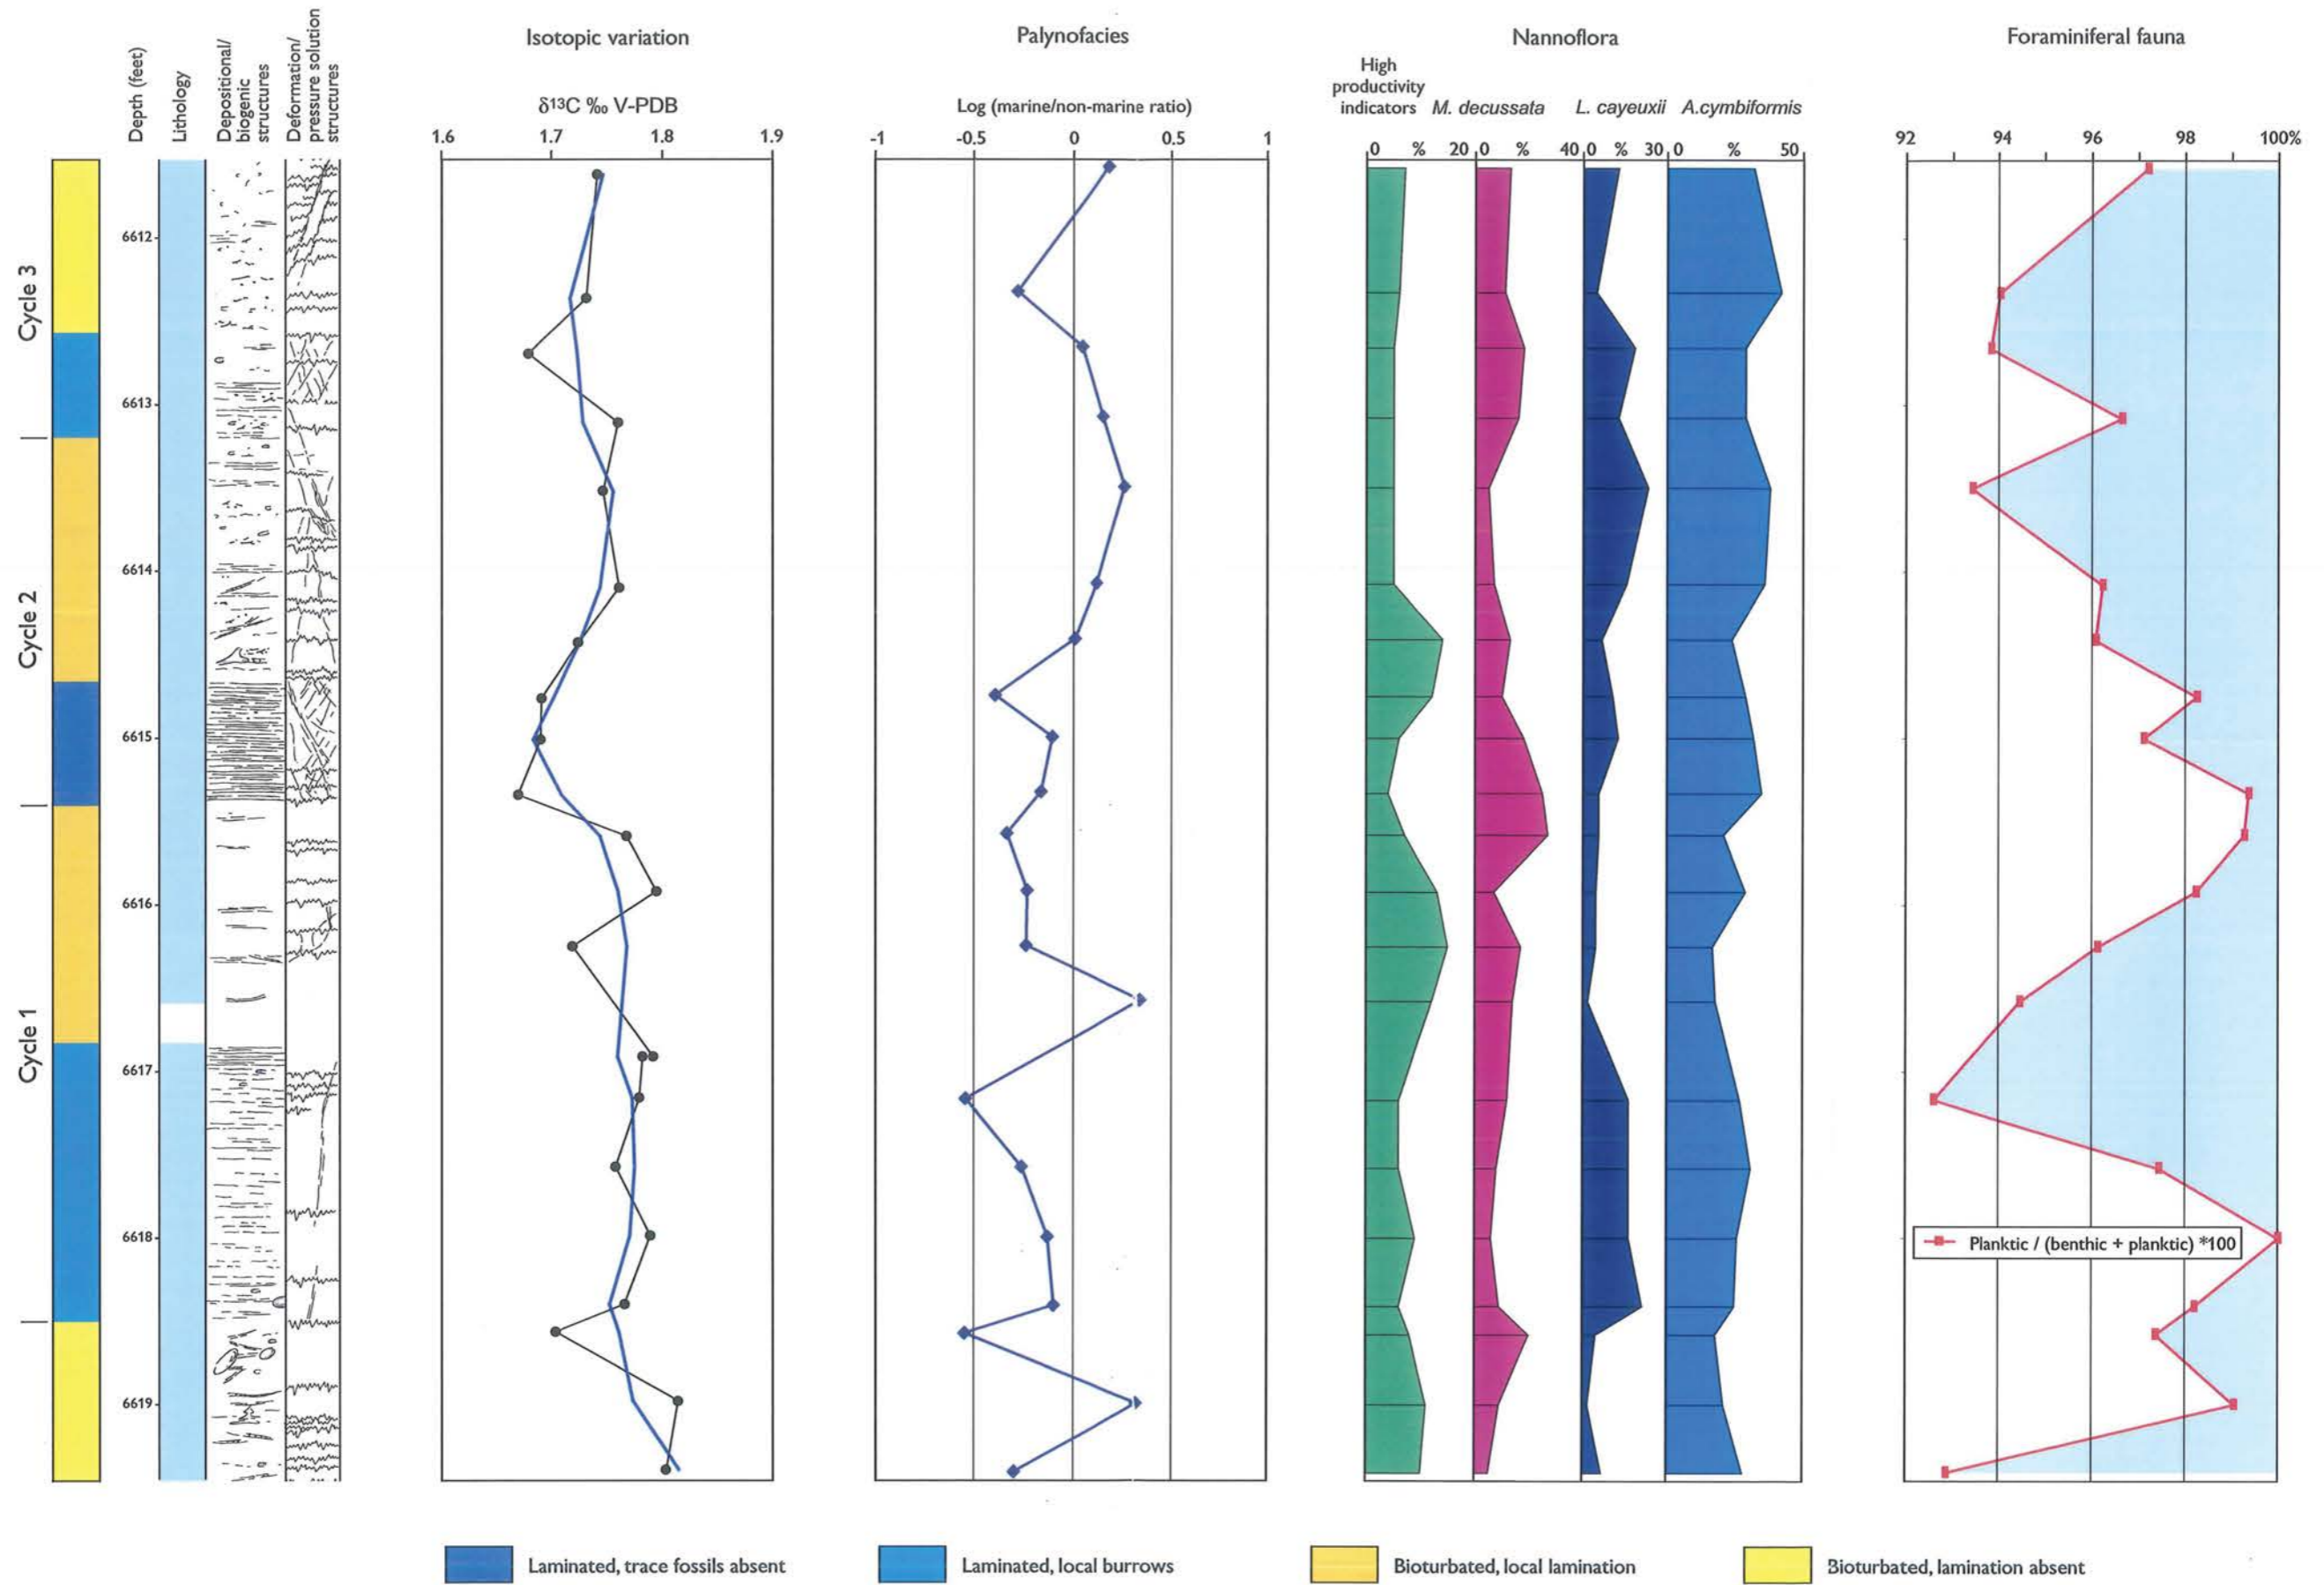 Isotopic variation
Palynofacies
Nannoflora
Foraminiferal fauna
Depth (feet)
Lithology
Depositional/
biogenic
structures
Deformation/
pressure solution
structures
δ13C ‰ V-PDB
Log (marine/non-marine ratio)
High
productivity
indicators
M. decussata
L. cayeuxii
A.cymbiformis
1.6 1.7 1.8 1.9
-1 -0.5 0 0.5 1
0 % 20
0 % 40
0 % 30
0 % 50
92 94 96 98 100%
Cycle 3
Cycle 2
Cycle 1
6612
6613
6614
6615
6616
6617
6618
6619
Planktic / (benthic + planktic) *100
Laminated, trace fossils absent
Laminated, local burrows
Bioturbated, local lamination
Bioturbated, lamination absent